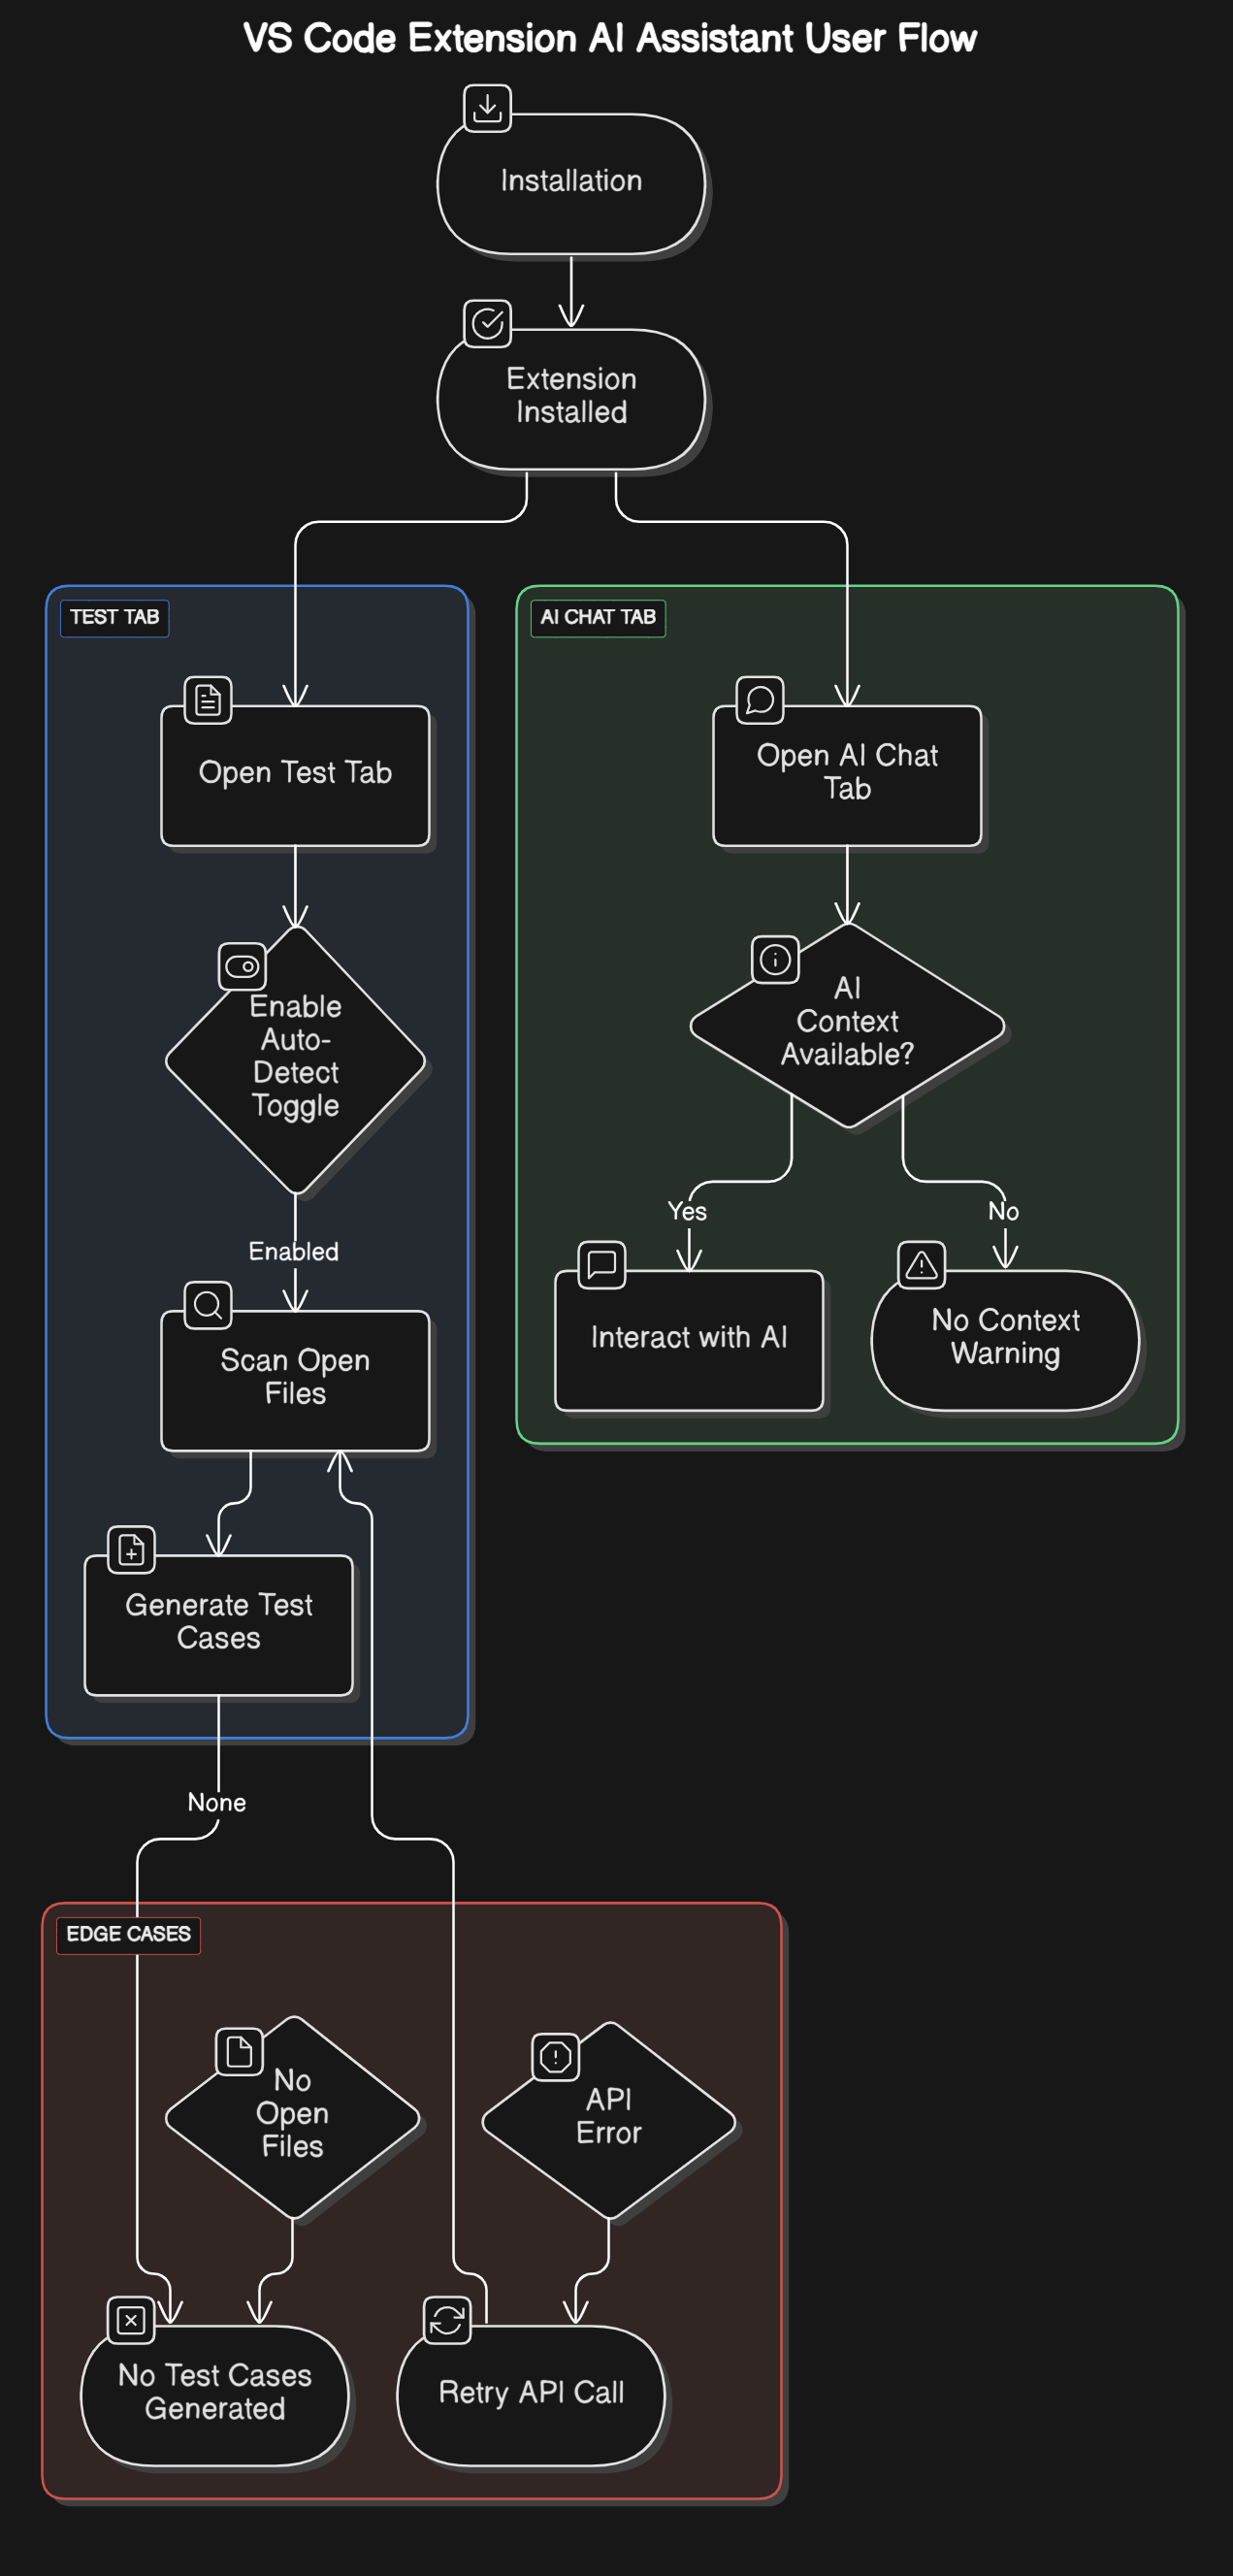 VS Code Extension AI Assistant User Flow
Installation
Extension
Installed
TEST TAB
Open Test Tab
Enable
Auto-
Detect
Toggle
Enabled
Scan Open
Files
Generate Test
Cases
None
AI CHAT TAB
Open AI Chat
Tab
AI
Context
Available?
Yes
No
Interact with AI
No Context
Warning
EDGE CASES
No
Open
Files
API
Error
No Test Cases
Generated
Retry API Call